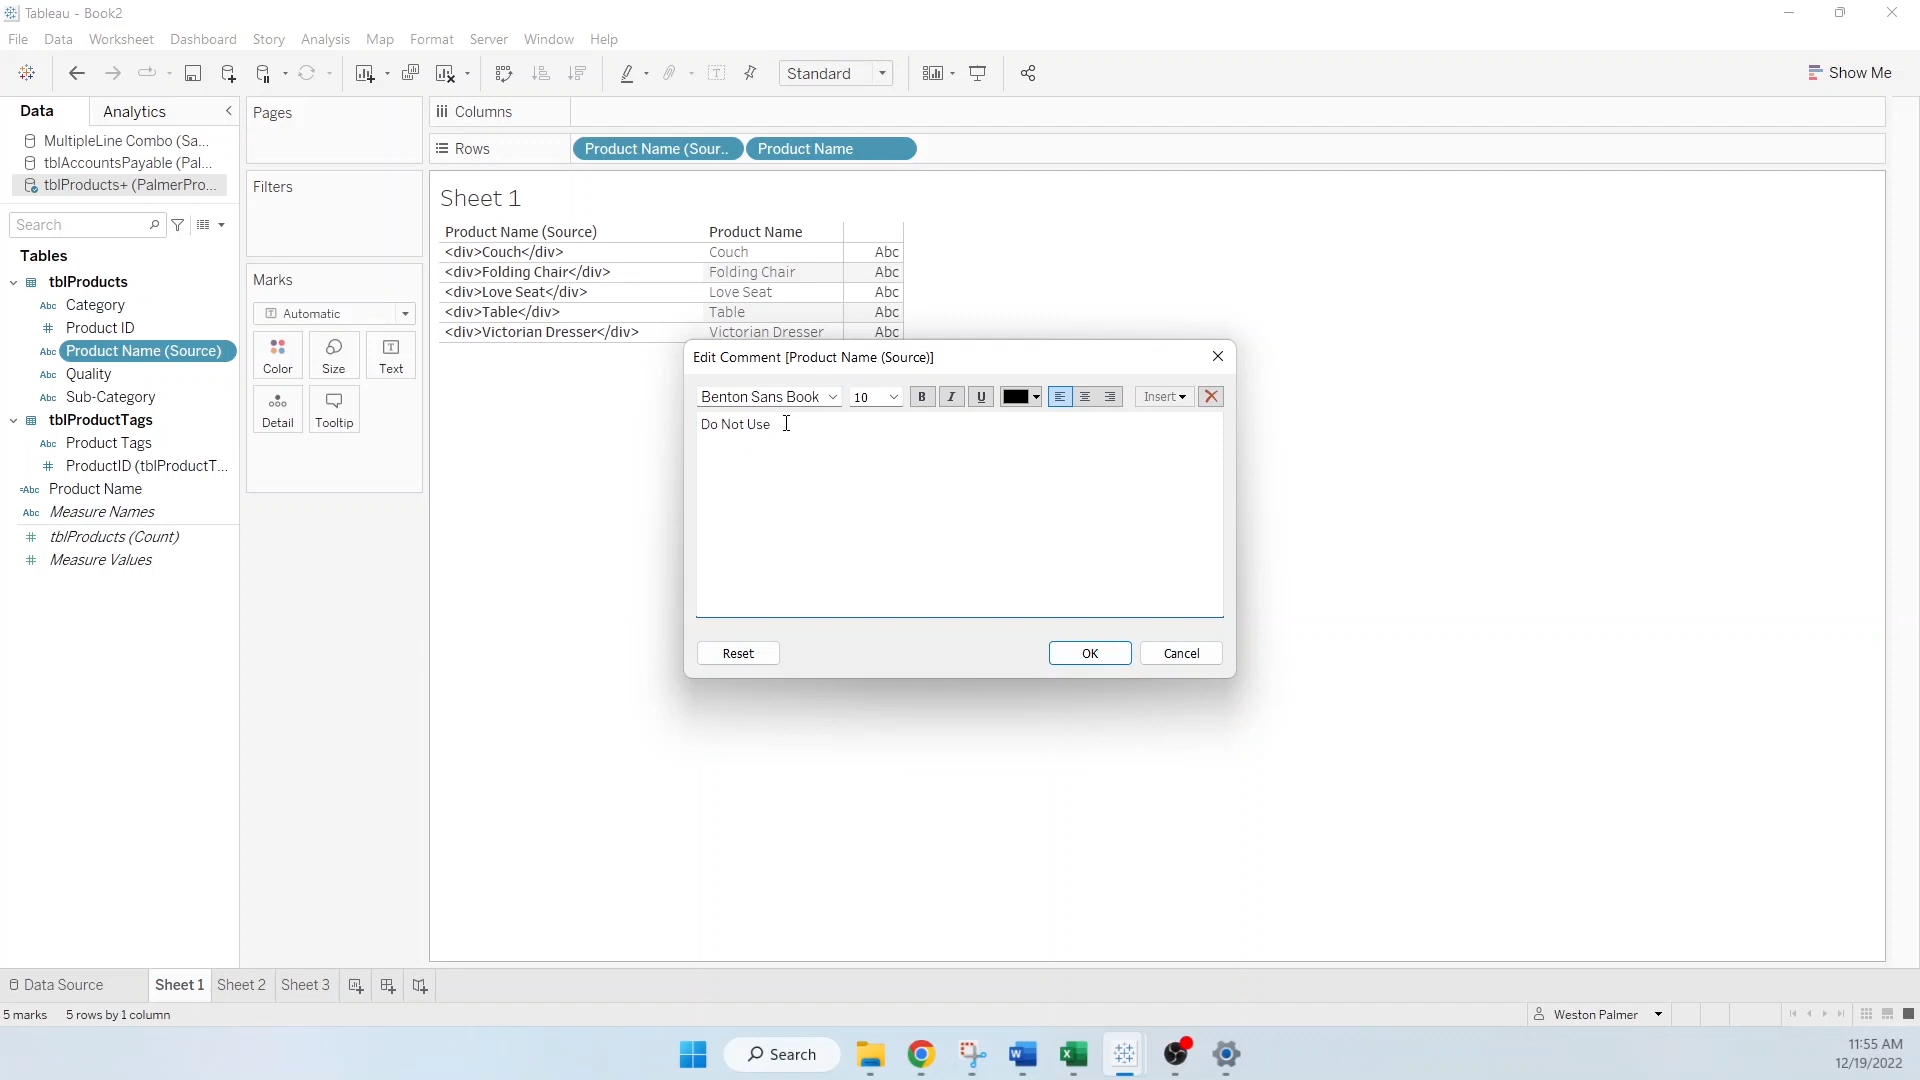 Tableau - Book2
File Data Worksheet Dashboard Story Analysis Map Format Server Window Help
Standard
Show Me
Data Analytics
MultipleLine Combo (Sa...
tblAccountsPayable (Pal...
tblProducts+ (PalmerPro...
Search
Tables
tblProducts
Abc Category
# Product ID
Abc Product Name (Source)
Abc Quality
Abc Sub-Category
tblProductTags
Abc Product Tags
# ProductID (tblProductT...
=Abc Product Name
Abc Measure Names
# tblProducts (Count)
# Measure Values
Pages
Filters
Marks
Automatic
Color Size Text
Detail Tooltip
Columns
Rows Product Name (Sour.. Product Name
Sheet 1
Product Name (Source) Product Name
<div>Couch</div> Couch Abc
<div>Folding Chair</div> Folding Chair Abc
<div>Love Seat</div> Love Seat Abc
<div>Table</div> Table Abc
<div>Victorian Dresser</div> Victorian Dresser Abc
Edit Comment [Product Name (Source)]
Benton Sans Book 10 B I U Insert
Do Not Use
Reset OK Cancel
Data Source Sheet 1 Sheet 2 Sheet 3
5 marks 5 rows by 1 column
Weston Palmer
Search
11:55 AM
12/19/2022